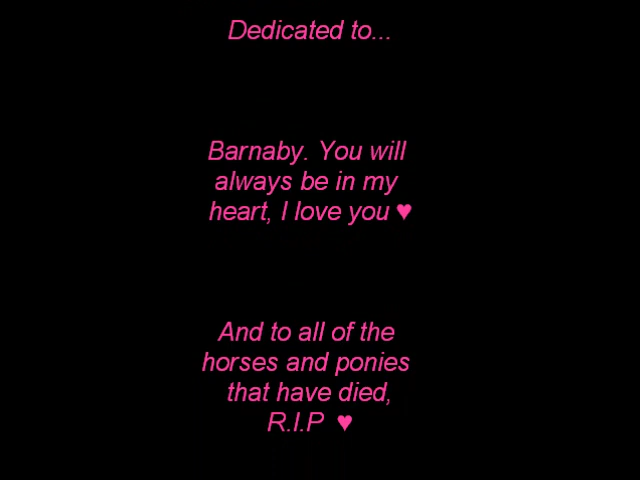 Dedicated to...
Barnaby. You will
always be in my
heart, I love you ♥
And to all of the
horses and ponies
that have died,
R.I.P ♥